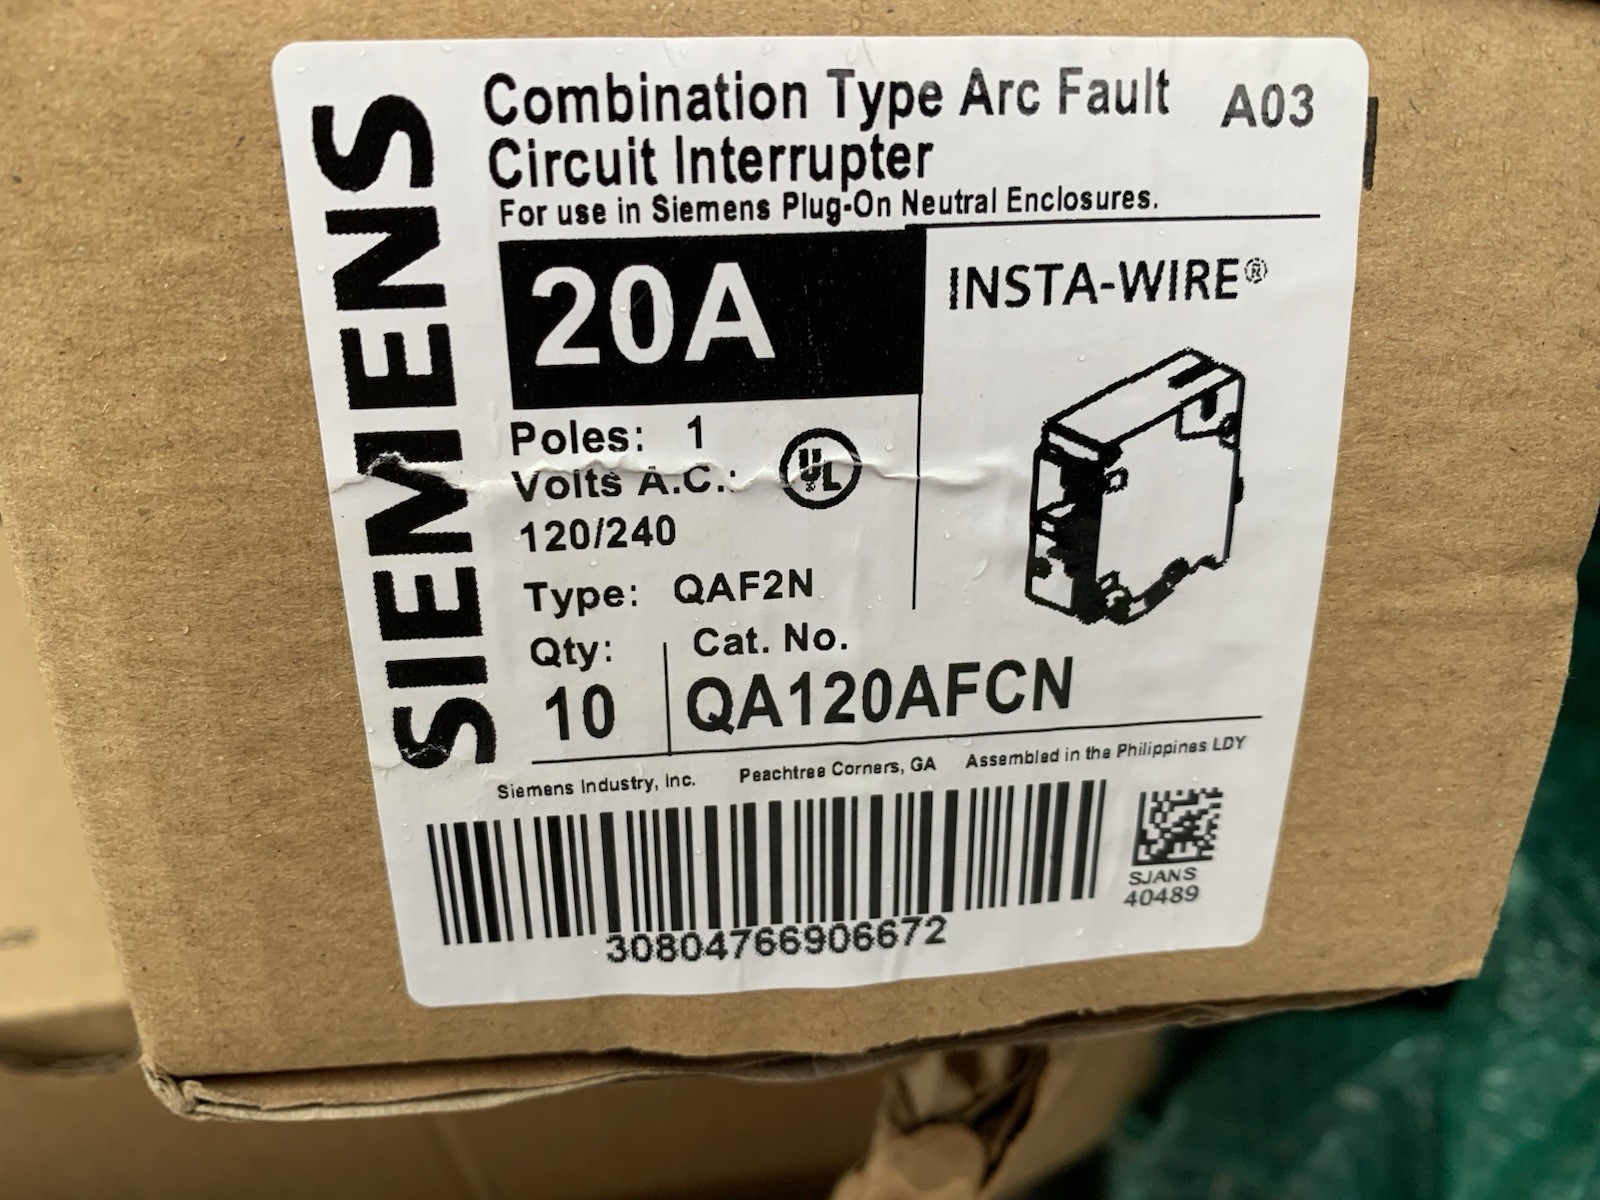 SIEMENS
Combination Type Arc Fault
Circuit Interrupter
A03
For use in Siemens Plug-On Neutral Enclosures.
20A
INSTA-WIRE®
Poles: 1
Volts A.C.:
120/240
UL
Type: QAF2N
Qty:
10
Cat. No.
QA120AFCN
Siemens Industry, Inc. Peachtree Corners, GA Assembled in the Philippines LDY
30804766906672
SJANS
40489